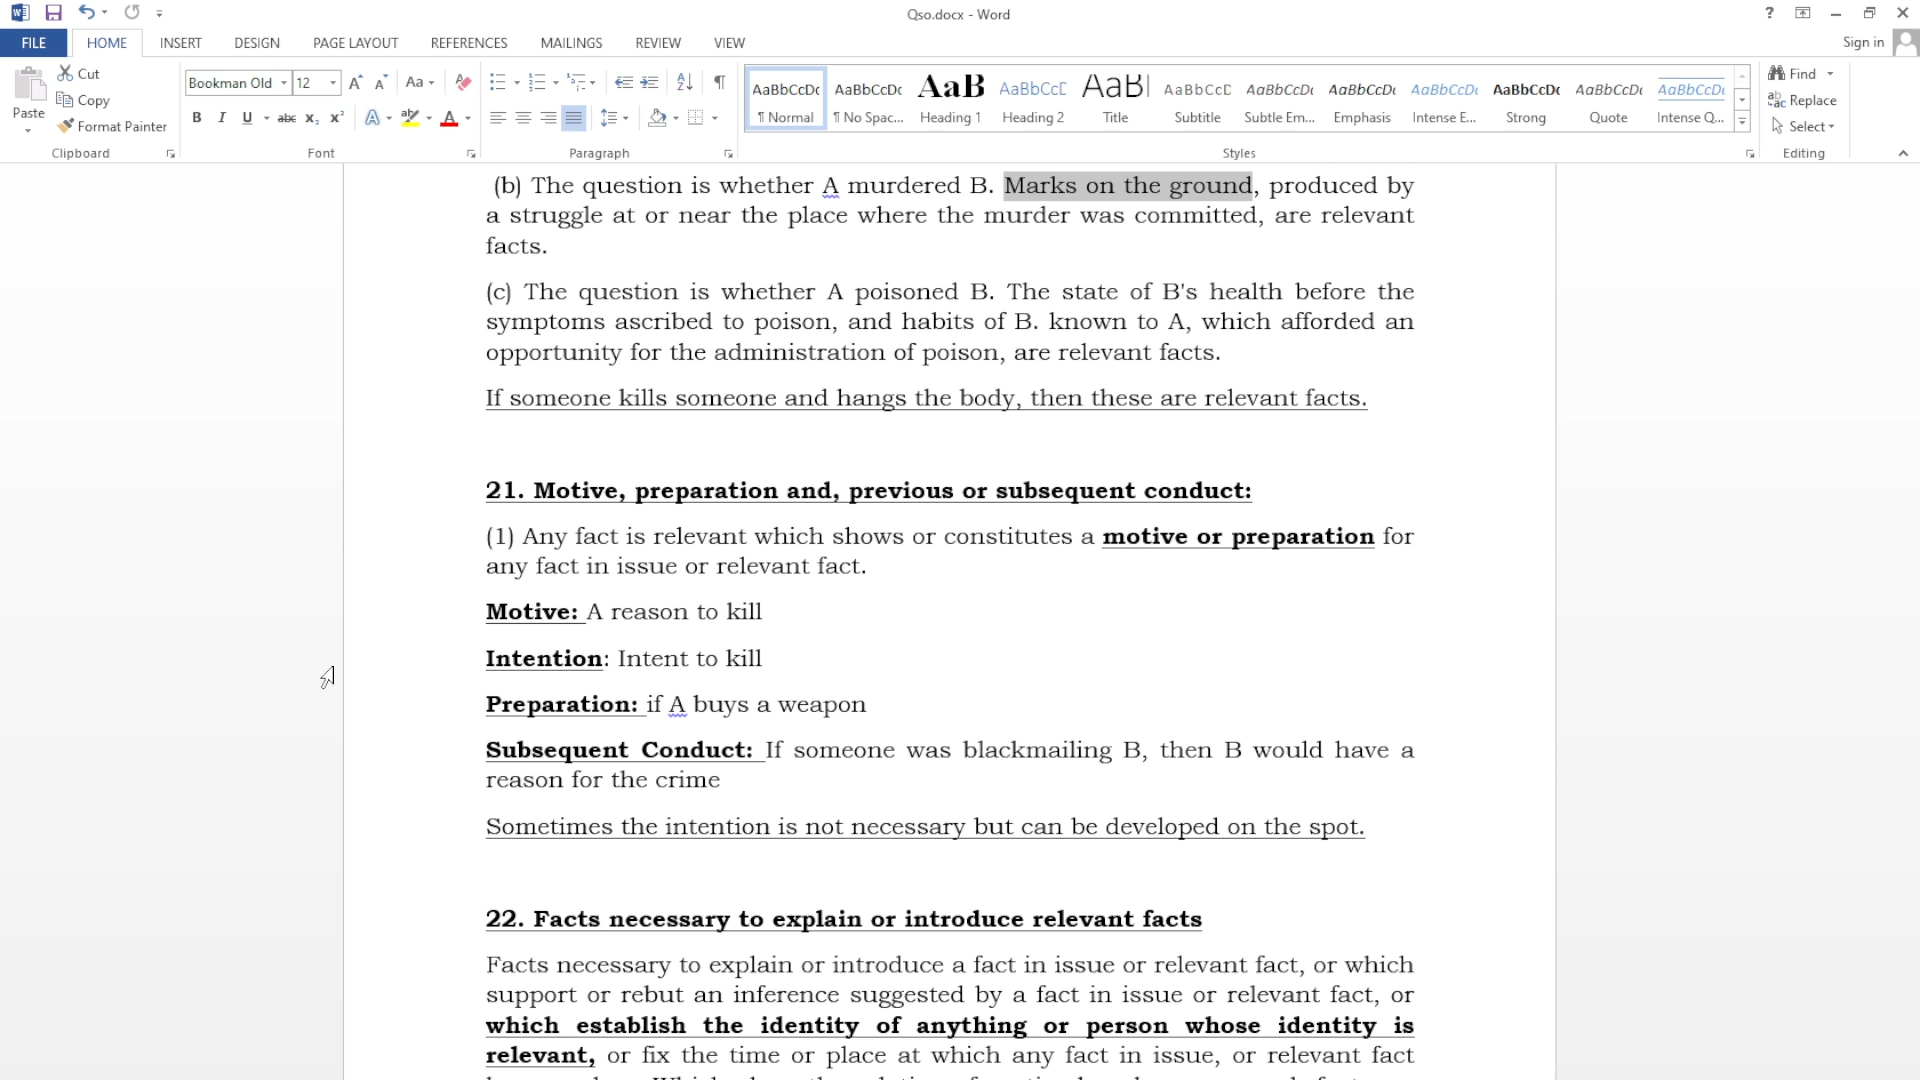 Qso.docx - Word
FILE HOME INSERT DESIGN PAGE LAYOUT REFERENCES MAILINGS REVIEW VIEW Sign in
Paste Cut Copy Format Painter
Bookman Old 12
AaBbCcDc AaBbCcDc AaB AaBbCcC AaB AaBbCcD AaBbCcDc AaBbCcDc AaBbCcDc AaBbCcDc AaBbCcDc AaBbCcDc
¶ Normal ¶ No Spac... Heading 1 Heading 2 Title Subtitle Subtle Em... Emphasis Intense E... Strong Quote Intense Q...
Find Replace Select
Clipboard Font Paragraph Styles Editing
(b) The question is whether A murdered B. Marks on the ground, produced by
a struggle at or near the place where the murder was committed, are relevant
facts.
(c) The question is whether A poisoned B. The state of B's health before the
symptoms ascribed to poison, and habits of B. known to A, which afforded an
opportunity for the administration of poison, are relevant facts.
If someone kills someone and hangs the body, then these are relevant facts.
21. Motive, preparation and, previous or subsequent conduct:
(1) Any fact is relevant which shows or constitutes a motive or preparation for
any fact in issue or relevant fact.
Motive: A reason to kill
Intention: Intent to kill
Preparation: if A buys a weapon
Subsequent Conduct: If someone was blackmailing B, then B would have a
reason for the crime
Sometimes the intention is not necessary but can be developed on the spot.
22. Facts necessary to explain or introduce relevant facts
Facts necessary to explain or introduce a fact in issue or relevant fact, or which
support or rebut an inference suggested by a fact in issue or relevant fact, or
which establish the identity of anything or person whose identity is
relevant, or fix the time or place at which any fact in issue, or relevant fact